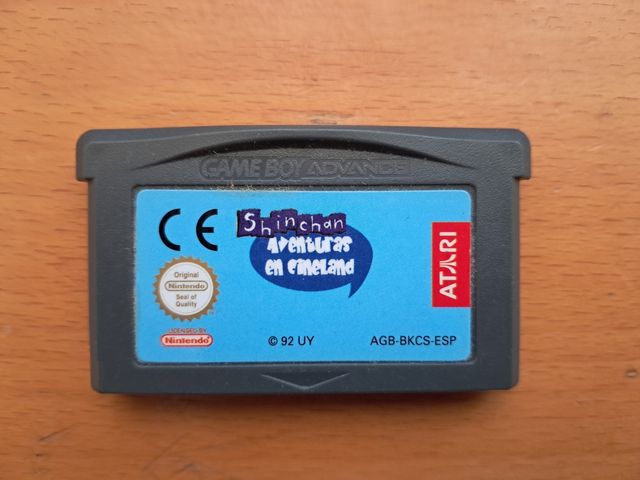 GAME BOY ADVANCE
CE
Shinchan
Aventuras
en Cineland
Original
Nintendo
Seal of
Quality
LICENSED BY
Nintendo
ATARI
© 92 UY
AGB-BKCS-ESP